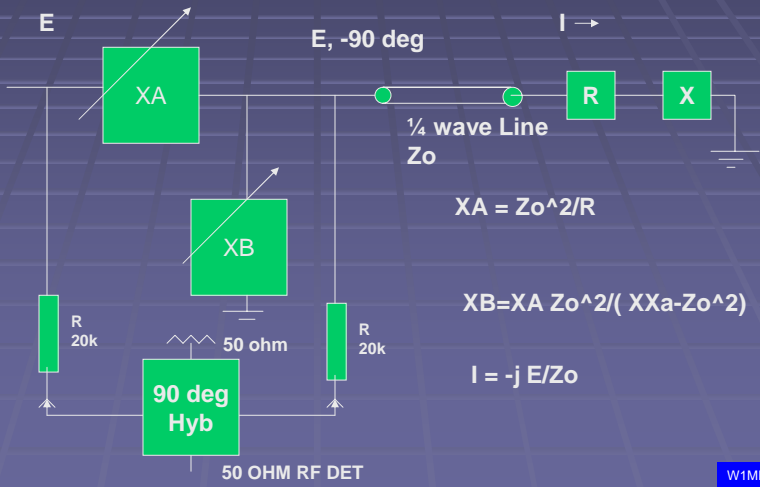 E
I
E, -90 deg
XA
R
X
¼ wave Line
Zo
XA = Zo^2/R
XB
XB=XA Zo^2/( XXa-Zo^2)
R
20k
50 ohm
R
20k
I = -j E/Zo
90 deg
Hyb
50 OHM RF DET